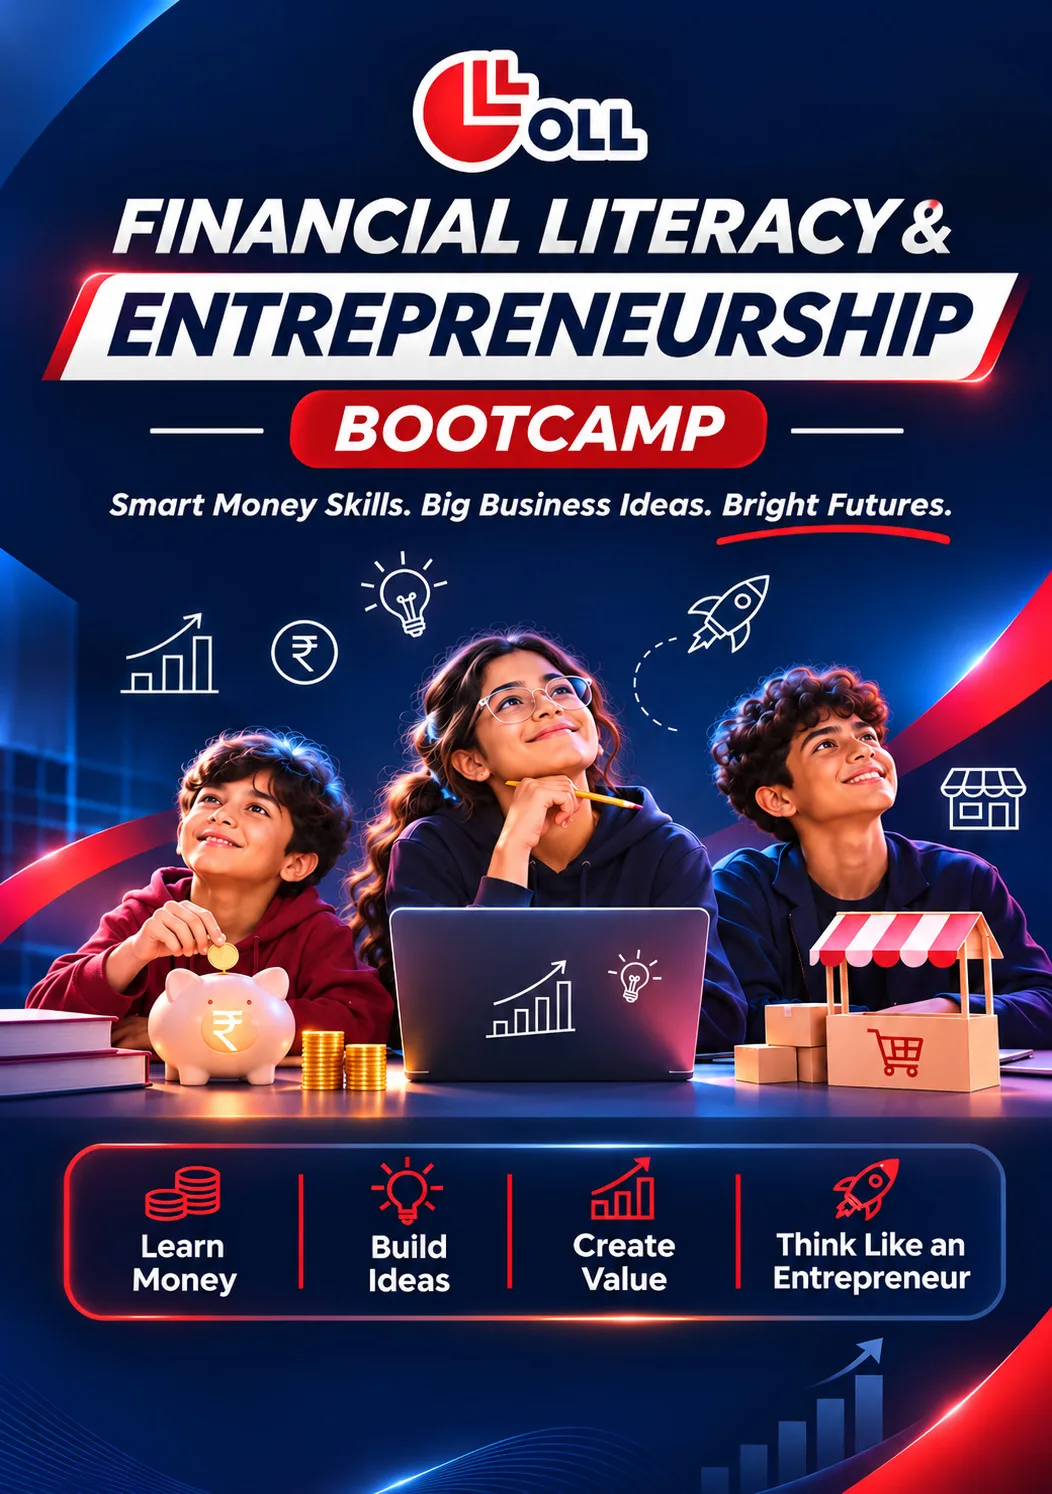 OLL
FINANCIAL LITERACY &
ENTREPRENEURSHIP
BOOTCAMP
Smart Money Skills. Big Business Ideas. Bright Futures.
₹
₹
Learn
Money
Build
Ideas
Create
Value
Think Like an
Entrepreneur